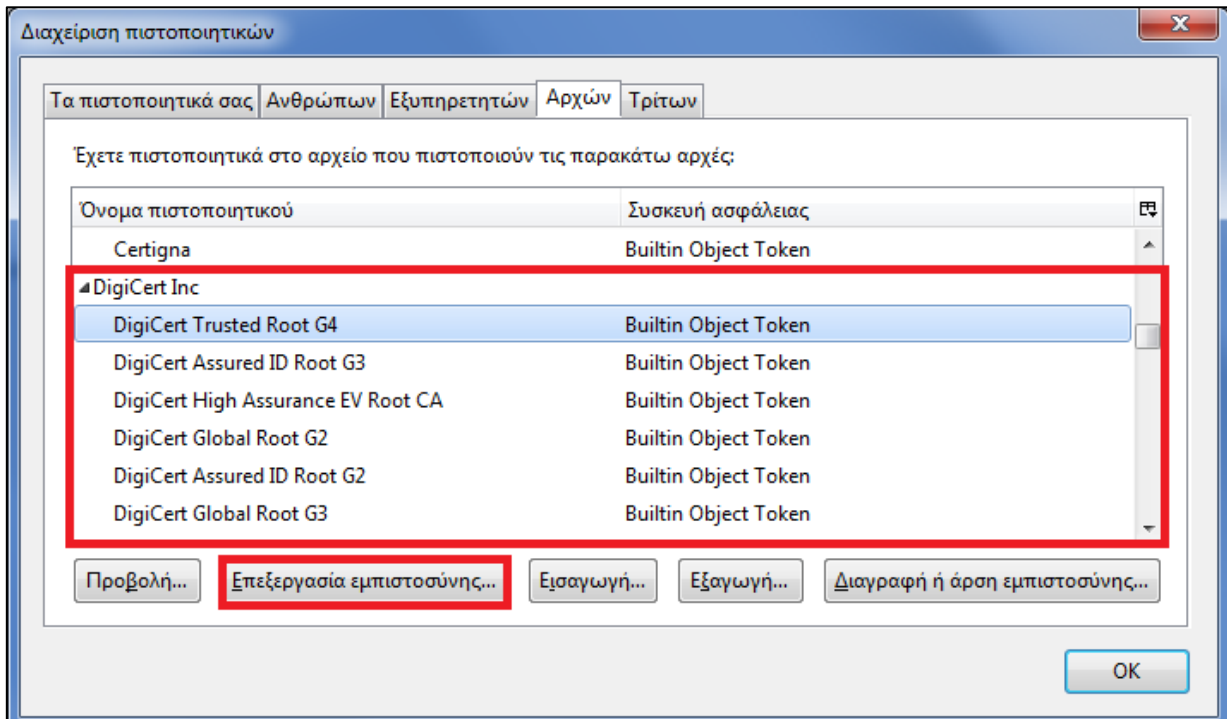 Διαχείριση πιστοποιητικών
Τα πιστοποιητικά σας Ανθρώπων Εξυπηρετητών Αρχών Τρίτων
Έχετε πιστοποιητικά στο αρχείο που πιστοποιούν τις παρακάτω αρχές:
Όνομα πιστοποιητικού Συσκευή ασφάλειας
Certigna Builtin Object Token
DigiCert Inc
DigiCert Trusted Root G4 Builtin Object Token
DigiCert Assured ID Root G3 Builtin Object Token
DigiCert High Assurance EV Root CA Builtin Object Token
DigiCert Global Root G2 Builtin Object Token
DigiCert Assured ID Root G2 Builtin Object Token
DigiCert Global Root G3 Builtin Object Token
Προβολή... Επεξεργασία εμπιστοσύνης... Εισαγωγή... Εξαγωγή... Διαγραφή ή άρση εμπιστοσύνης...
OK